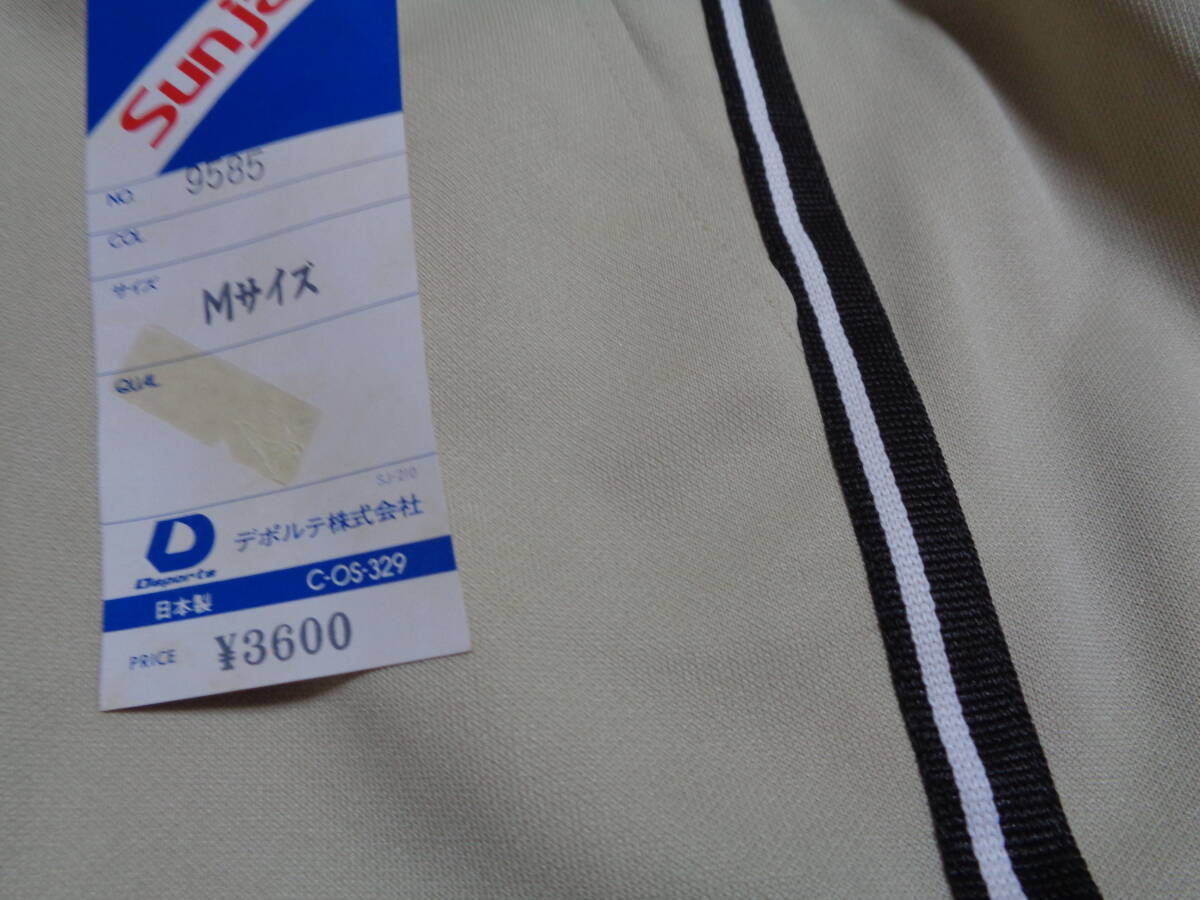 Sunja
NO. 9585
COL
サイズ Mサイズ
QUAL
SJ-210
D デポルテ株式会社
Deporte
日本製 C-OS-329
PRICE ¥3600